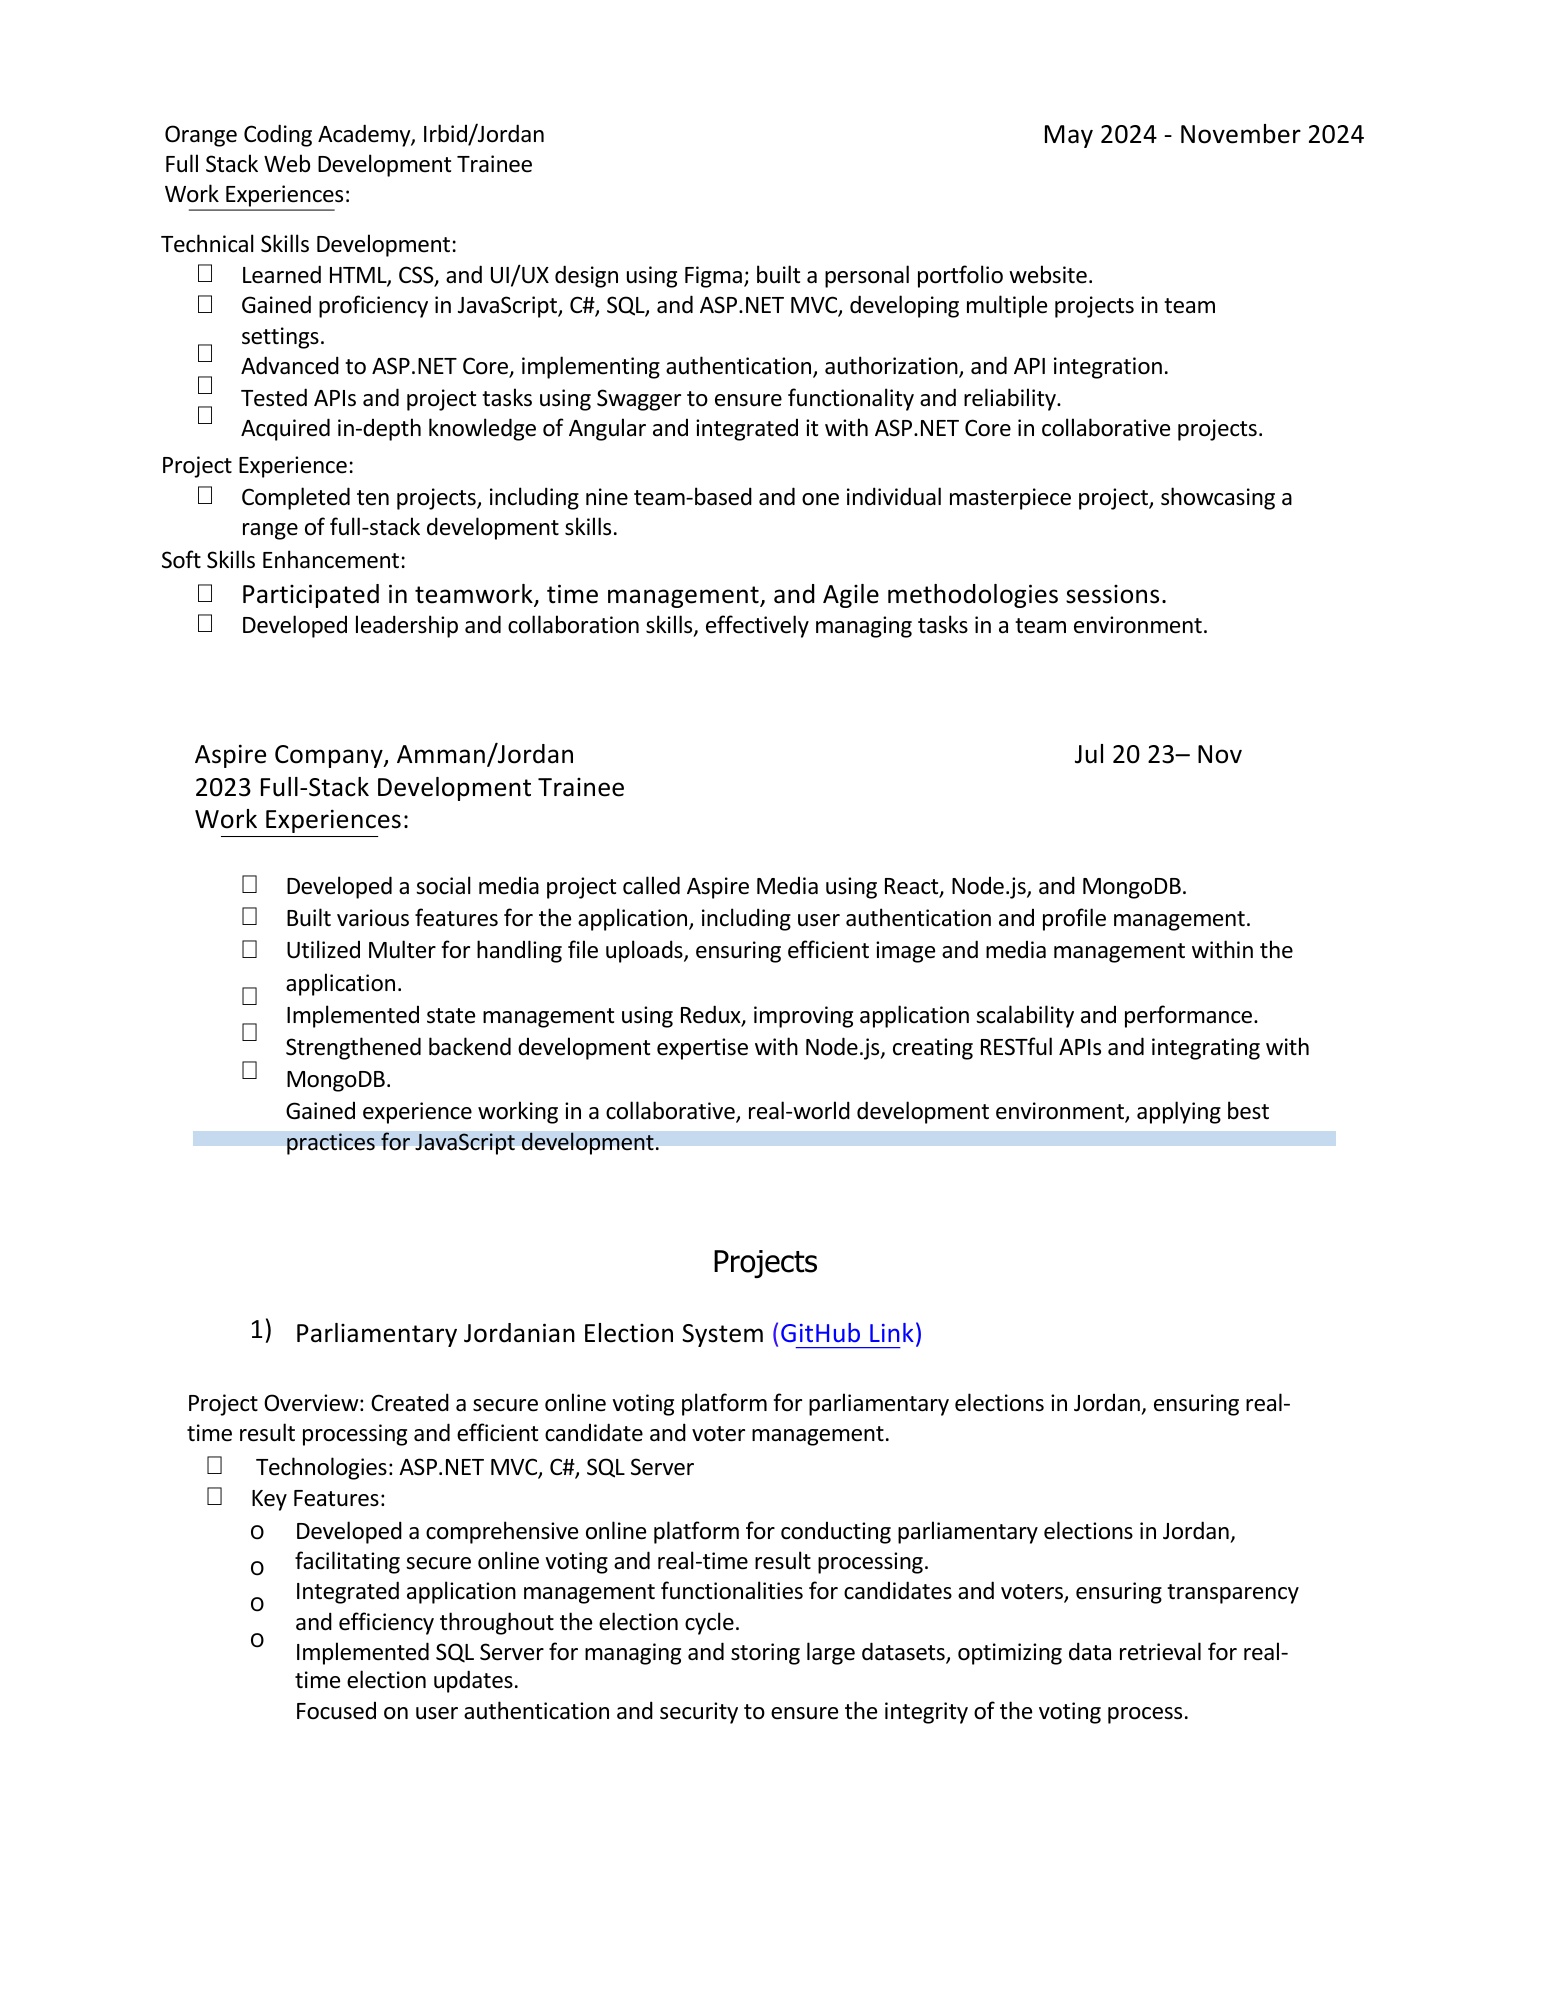 Orange Coding Academy, Irbid/Jordan May 2024 - November 2024
Full Stack Web Development Trainee
Work Experiences:
Technical Skills Development:
Learned HTML, CSS, and UI/UX design using Figma; built a personal portfolio website.
Gained proficiency in JavaScript, C#, SQL, and ASP.NET MVC, developing multiple projects in team
settings.
Advanced to ASP.NET Core, implementing authentication, authorization, and API integration.
Tested APIs and project tasks using Swagger to ensure functionality and reliability.
Acquired in-depth knowledge of Angular and integrated it with ASP.NET Core in collaborative projects.
Project Experience:
Completed ten projects, including nine team-based and one individual masterpiece project, showcasing a
range of full-stack development skills.
Soft Skills Enhancement:
Participated in teamwork, time management, and Agile methodologies sessions.
Developed leadership and collaboration skills, effectively managing tasks in a team environment.
Aspire Company, Amman/Jordan Jul 20 23– Nov
2023 Full-Stack Development Trainee
Work Experiences:
Developed a social media project called Aspire Media using React, Node.js, and MongoDB.
Built various features for the application, including user authentication and profile management.
Utilized Multer for handling file uploads, ensuring efficient image and media management within the
application.
Implemented state management using Redux, improving application scalability and performance.
Strengthened backend development expertise with Node.js, creating RESTful APIs and integrating with
MongoDB.
Gained experience working in a collaborative, real-world development environment, applying best
practices for JavaScript development.
Projects
1) Parliamentary Jordanian Election System (GitHub Link)
Project Overview: Created a secure online voting platform for parliamentary elections in Jordan, ensuring real-
time result processing and efficient candidate and voter management.
Technologies: ASP.NET MVC, C#, SQL Server
Key Features:
o Developed a comprehensive online platform for conducting parliamentary elections in Jordan,
facilitating secure online voting and real-time result processing.
o Integrated application management functionalities for candidates and voters, ensuring transparency
and efficiency throughout the election cycle.
o Implemented SQL Server for managing and storing large datasets, optimizing data retrieval for real-
time election updates.
o Focused on user authentication and security to ensure the integrity of the voting process.